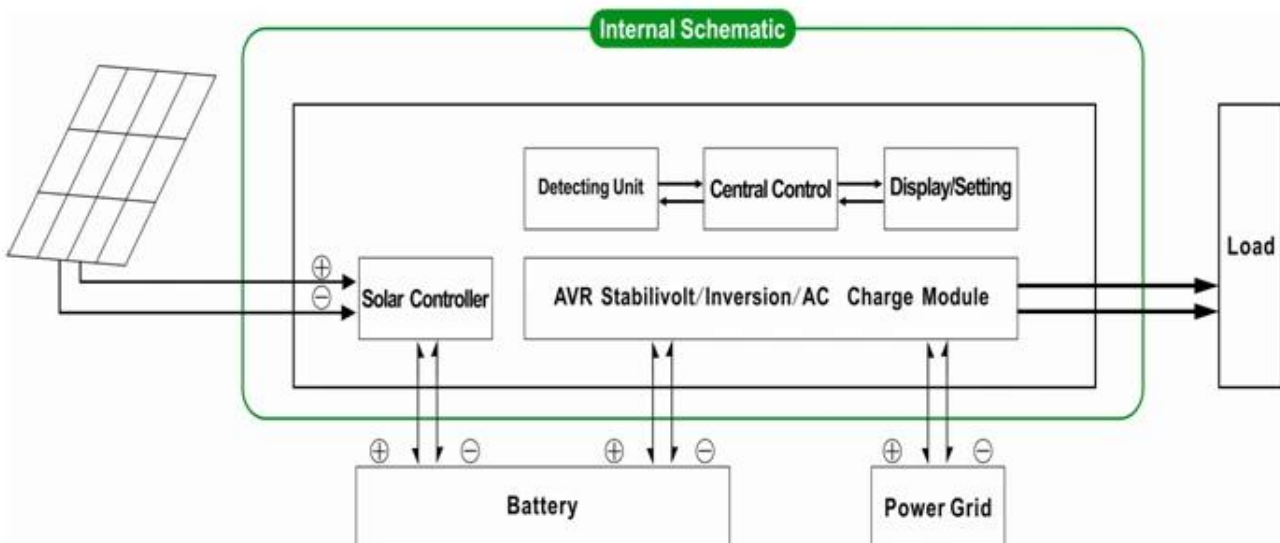 Internal Schematic
Detecting Unit
Central Control
Display/Setting
Load
⊕
⊖
Solar Controller
AVR Stabilivolt/Inversion/AC Charge Module
⊕ ⊖ ⊕ ⊖ ⊕ ⊖
Battery
Power Grid